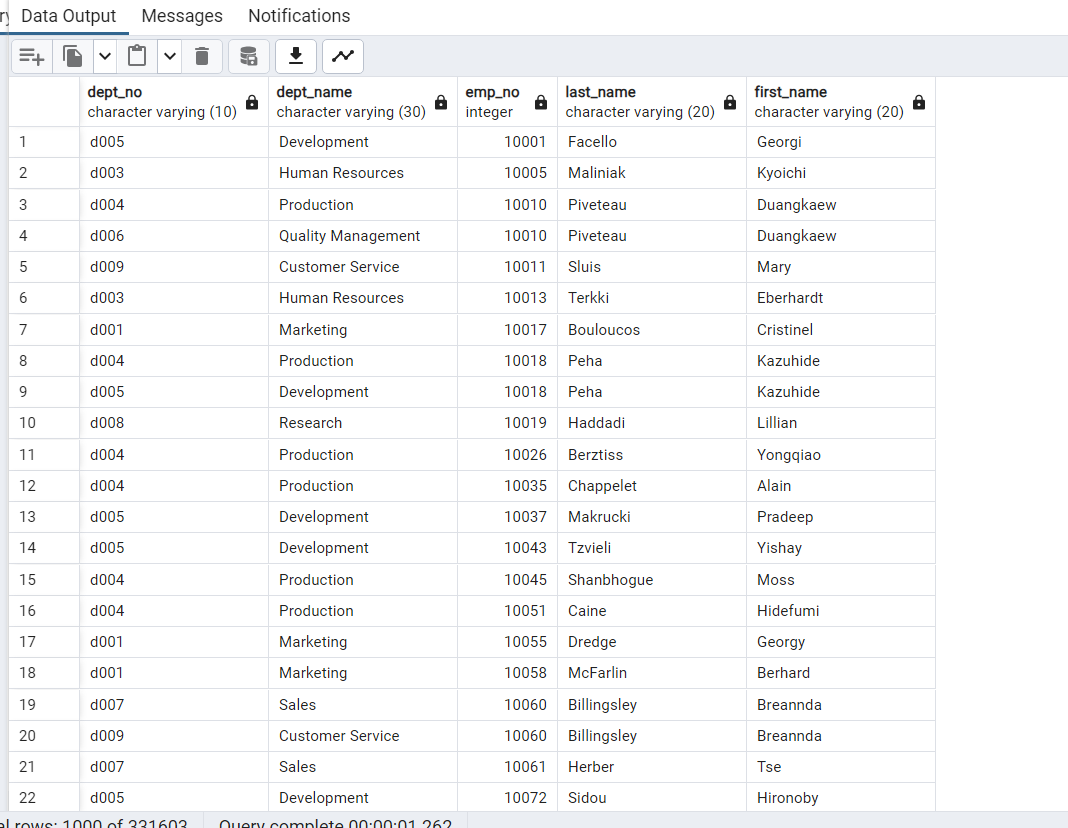 ry Data Output Messages Notifications
dept_no dept_name emp_no last_name first_name
character varying (10) character varying (30) integer character varying (20) character varying (20)
1 d005 Development 10001 Facello Georgi
2 d003 Human Resources 10005 Maliniak Kyoichi
3 d004 Production 10010 Piveteau Duangkaew
4 d006 Quality Management 10010 Piveteau Duangkaew
5 d009 Customer Service 10011 Sluis Mary
6 d003 Human Resources 10013 Terkki Eberhardt
7 d001 Marketing 10017 Bouloucos Cristinel
8 d004 Production 10018 Peha Kazuhide
9 d005 Development 10018 Peha Kazuhide
10 d008 Research 10019 Haddadi Lillian
11 d004 Production 10026 Berztiss Yongqiao
12 d004 Production 10035 Chappelet Alain
13 d005 Development 10037 Makrucki Pradeep
14 d005 Development 10043 Tzvieli Yishay
15 d004 Production 10045 Shanbhogue Moss
16 d004 Production 10051 Caine Hidefumi
17 d001 Marketing 10055 Dredge Georgy
18 d001 Marketing 10058 McFarlin Berhard
19 d007 Sales 10060 Billingsley Breannda
20 d009 Customer Service 10060 Billingsley Breannda
21 d007 Sales 10061 Herber Tse
22 d005 Development 10072 Sidou Hironoby
al rows: 1000 of 331603 Query complete 00:00:01.262